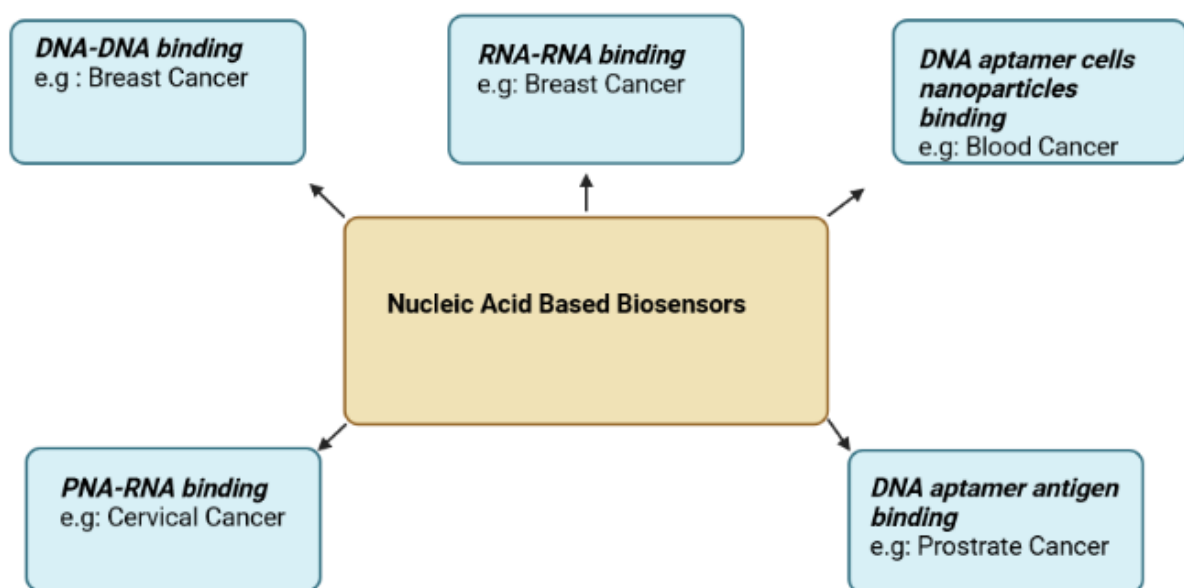 DNA-DNA binding
e.g : Breast Cancer
RNA-RNA binding
e.g: Breast Cancer
DNA aptamer cells
nanoparticles
binding
e.g: Blood Cancer
Nucleic Acid Based Biosensors
PNA-RNA binding
e.g: Cervical Cancer
DNA aptamer antigen
binding
e.g: Prostrate Cancer